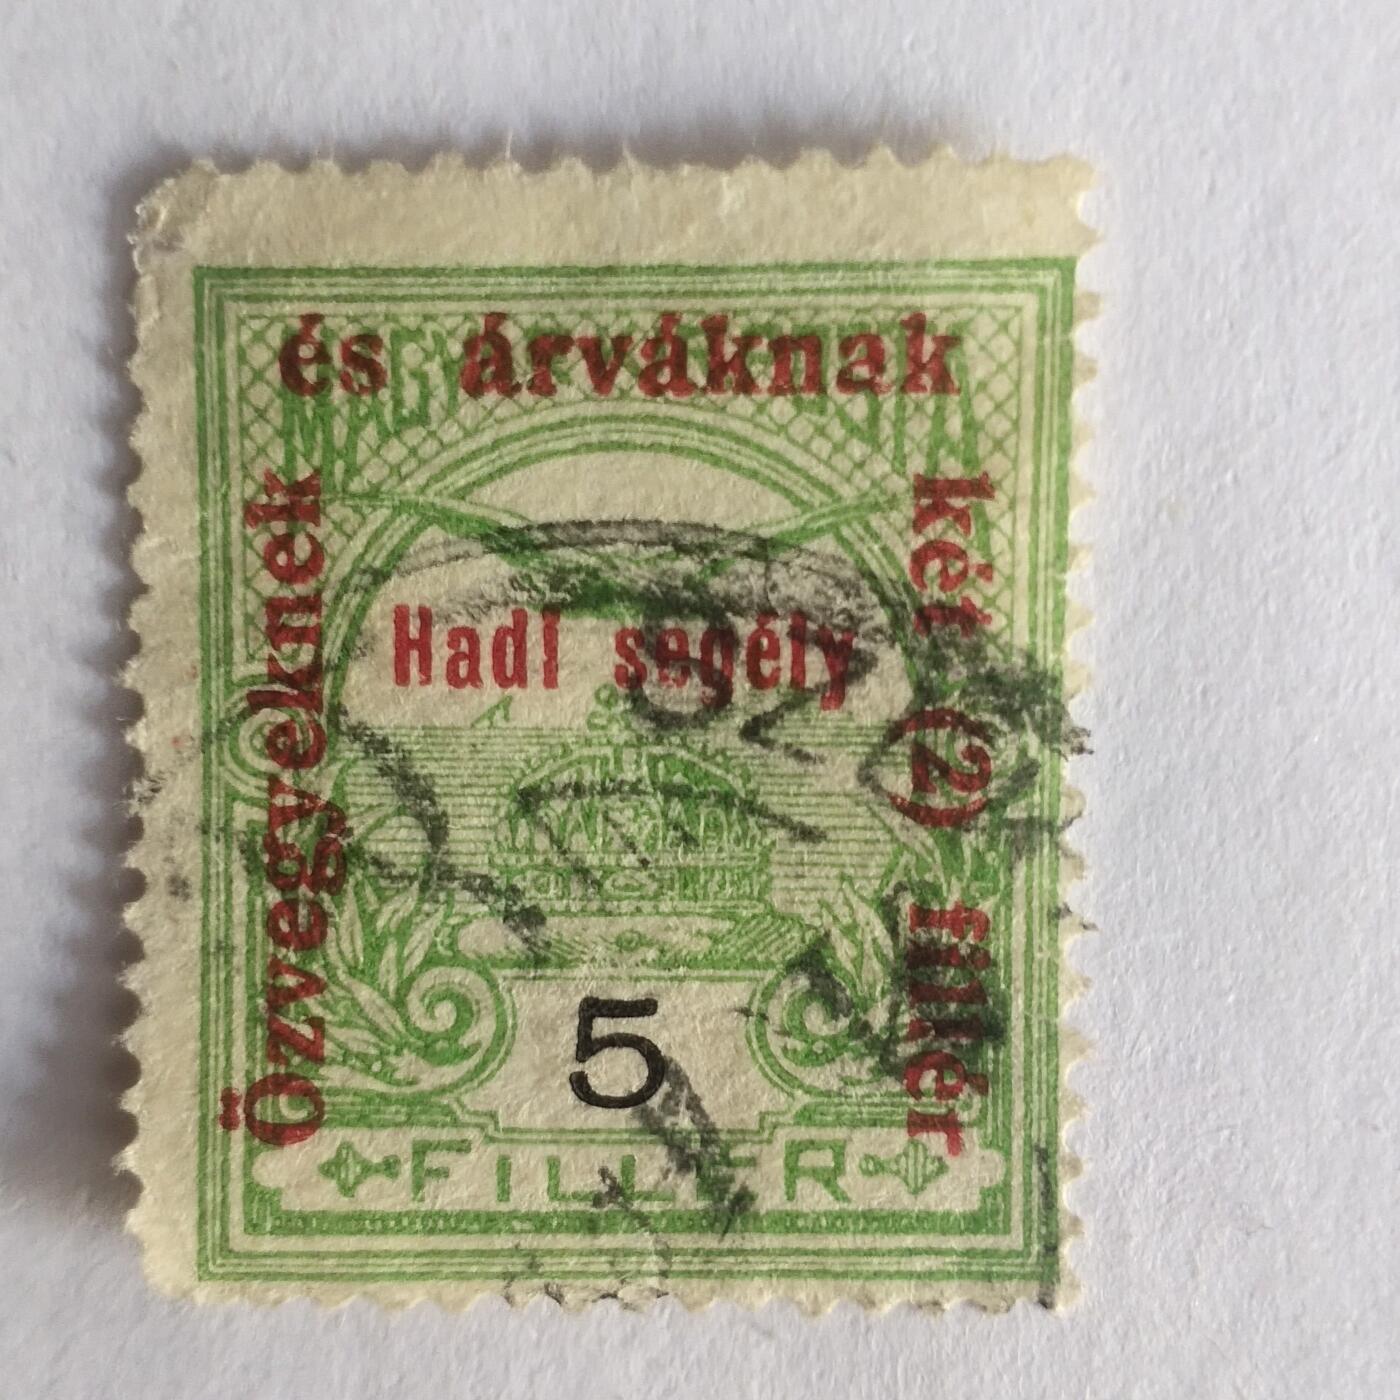 Özvegyeknek
és árváknak
két (2) fillér
Hadi segély
5
FILLER